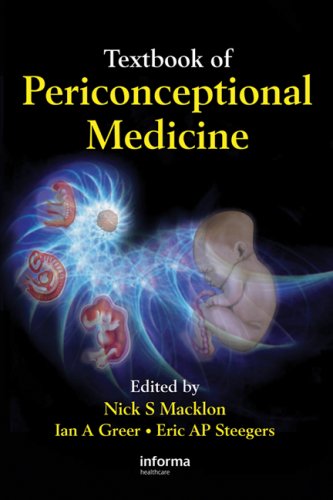 Textbook of
Periconceptional
Medicine
Edited by
Nick S Macklon
Ian A Greer • Eric AP Steegers
informa
healthcare